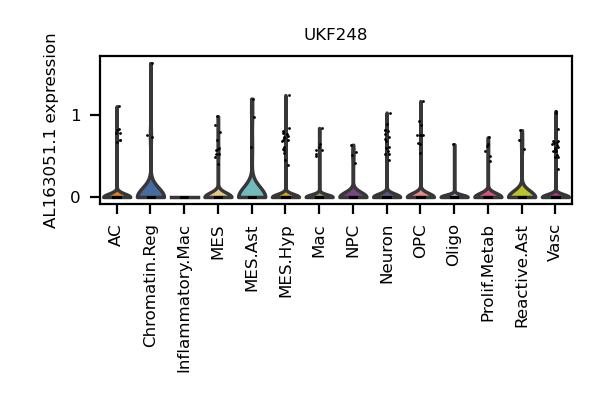 UKF248
AL163051.1 expression
1
0
AC
Chromatin.Reg
Inflammatory.Mac
MES
MES.Ast
MES.Hyp
Mac
NPC
Neuron
OPC
Oligo
Prolif.Metab
Reactive.Ast
Vasc